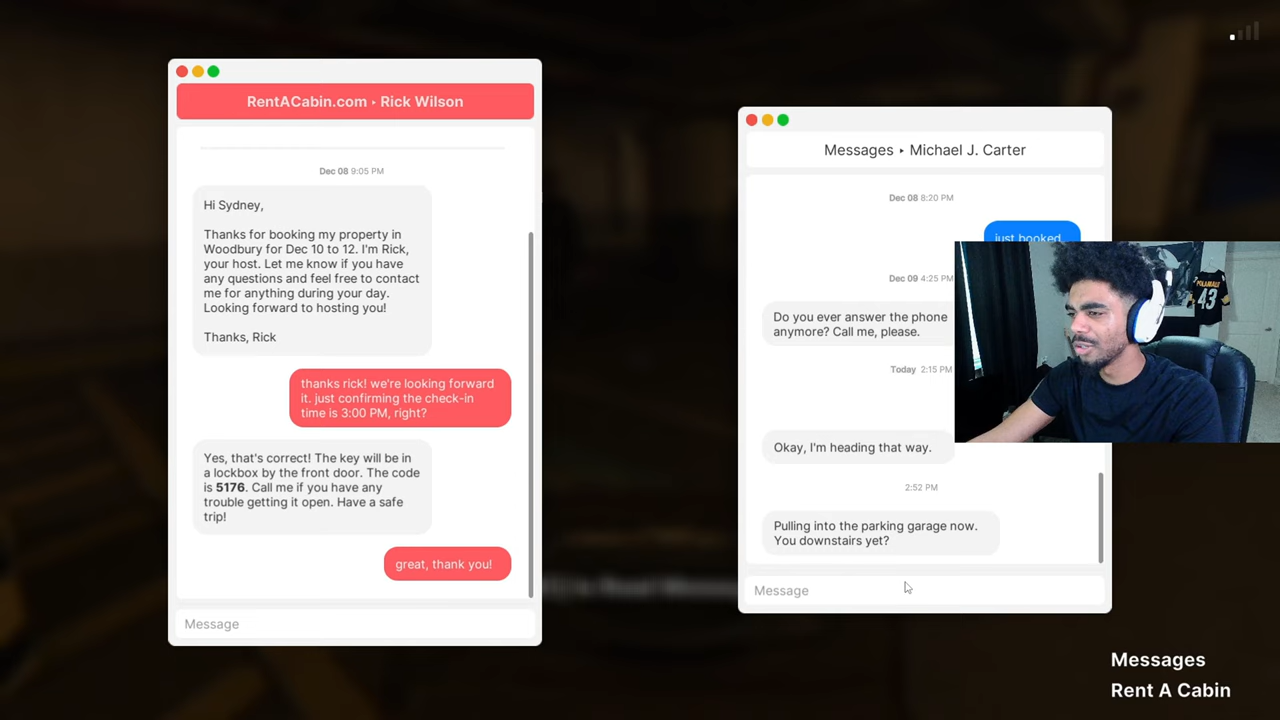 RentACabin.com ▸ Rick Wilson
Dec 08 9:05 PM
Hi Sydney,
Thanks for booking my property in
Woodbury for Dec 10 to 12. I'm Rick,
your host. Let me know if you have
any questions and feel free to contact
me for anything during your day.
Looking forward to hosting you!
Thanks, Rick
thanks rick! we're looking forward
it. just confirming the check-in
time is 3:00 PM, right?
Yes, that's correct! The key will be in
a lockbox by the front door. The code
is 5176. Call me if you have any
trouble getting it open. Have a safe
trip!
great, thank you!
Message
Messages ▸ Michael J. Carter
Dec 08 8:20 PM
just booked
Dec 09 4:25 PM
Do you ever answer the phone
anymore? Call me, please.
Today 2:15 PM
Okay, I'm heading that way.
2:52 PM
Pulling into the parking garage now.
You downstairs yet?
Message
POLAMALU
43
Messages
Rent A Cabin